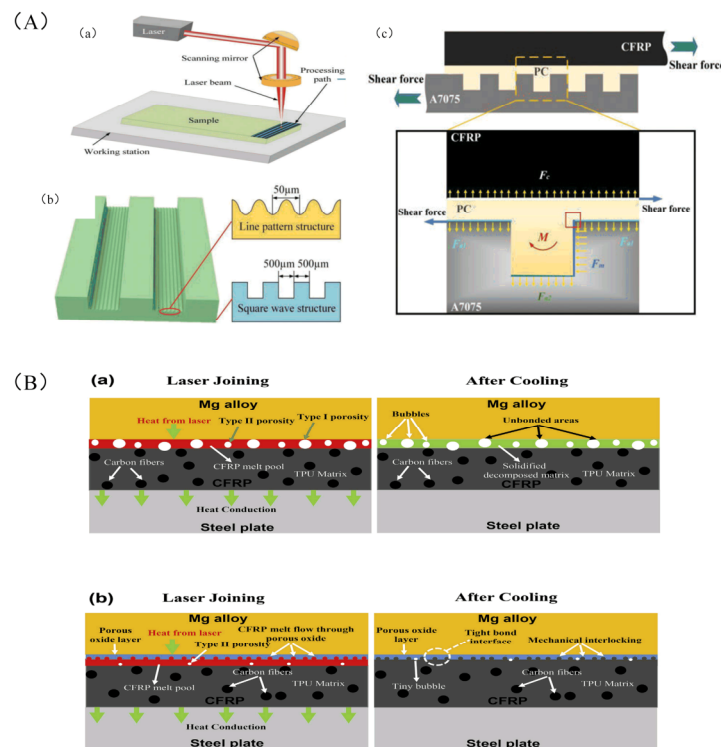 (A)
(a)
Laser
Scanning mirror
Processing
path
Laser beam
Sample
Working station
(b)
50μm
Line pattern structure
500μm 500μm
Square wave structure
(c)
CFRP
PC
Shear force
Shear force
A7075
CFRP
Fc
Shear force
PC
Shear force
M
Fm
A7075
(B)
(a)
Laser Joining
Mg alloy
Heat from laser
Type II porosity
Type I porosity
Carbon fibers
CFRP melt pool
TPU Matrix
CFRP
Heat Conduction
Steel plate
After Cooling
Mg alloy
Bubbles
Unbonded areas
Carbon fibers
Solidified
decomposed matrix
TPU Matrix
CFRP
Steel plate
(b)
Laser Joining
Mg alloy
Porous
oxide layer
Heat from laser
CFRP melt flow through
porous oxide
Type II porosity
Carbon fibers
CFRP melt pool
TPU Matrix
CFRP
Heat Conduction
Steel plate
After Cooling
Mg alloy
Porous oxide
layer
Tight bond
interface
Mechanical interlocking
Carbon fibers
Tiny bubble
TPU Matrix
CFRP
Steel plate